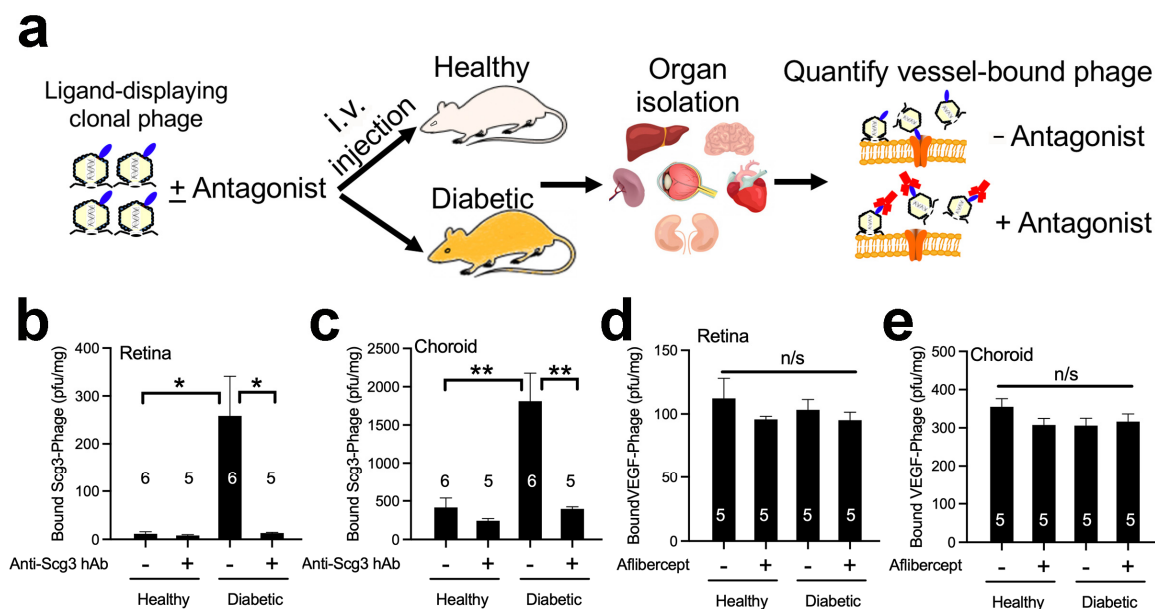 a
Ligand-displaying
clonal phage
± Antagonist
i.v.
injection
Healthy
Diabetic
Organ
isolation
Quantify vessel-bound phage
− Antagonist
+ Antagonist
b
Retina
Bound Scg3-Phage (pfu/mg)
400
300
200
100
0
* *
6 5 6 5
Anti-Scg3 hAb - + - +
Healthy Diabetic
c
Choroid
Bound Scg3-Phage (pfu/mg)
2500
2000
1500
1000
500
0
** **
6 5 6 5
Anti-Scg3 hAb - + - +
Healthy Diabetic
d
Retina
BoundVEGF-Phage (pfu/mg)
150
100
50
0
n/s
5 5 5 5
Aflibercept - + - +
Healthy Diabetic
e
Choroid
Bound VEGF-Phage (pfu/mg)
500
400
300
200
100
0
n/s
5 5 5 5
Aflibercept - + - +
Healthy Diabetic